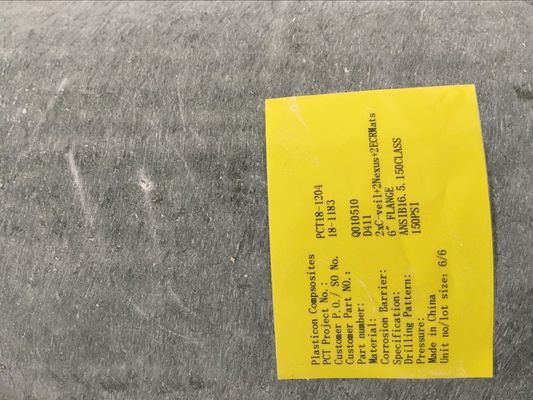 Plasticon Compsosites
PCT Project No.: PCT18-1204
Customer P.O./ SO No. 18-1183
Customer Part NO.:
Part number: Q010510
Material: D411
Corrosion Barrier: 2xC-veil+2Nexus+2ECRMats
Specification: 6" FLANGE
Drilling Pattern: ANSIB16.5,150CLASS
Pressure: 150PSI
Made in China
Unit no/lot size: 6/6